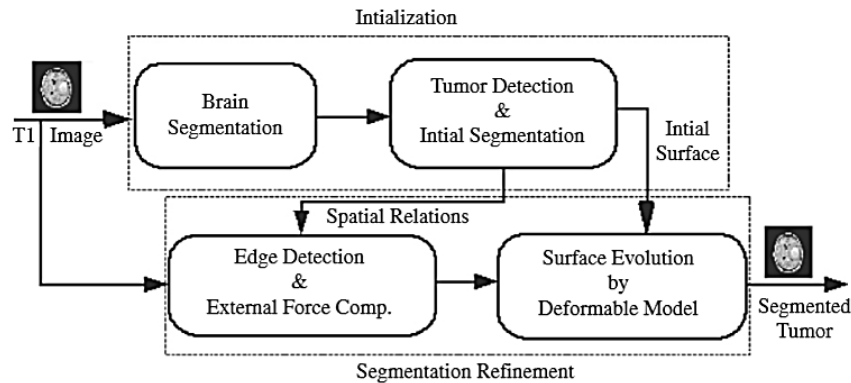 Intialization
Brain
Segmentation
Tumor Detection
&
Intial Segmentation
T1 Image
Intial
Surface
Spatial Relations
Edge Detection
&
External Force Comp.
Surface Evolution
by
Deformable Model
Segmented
Tumor
Segmentation Refinement